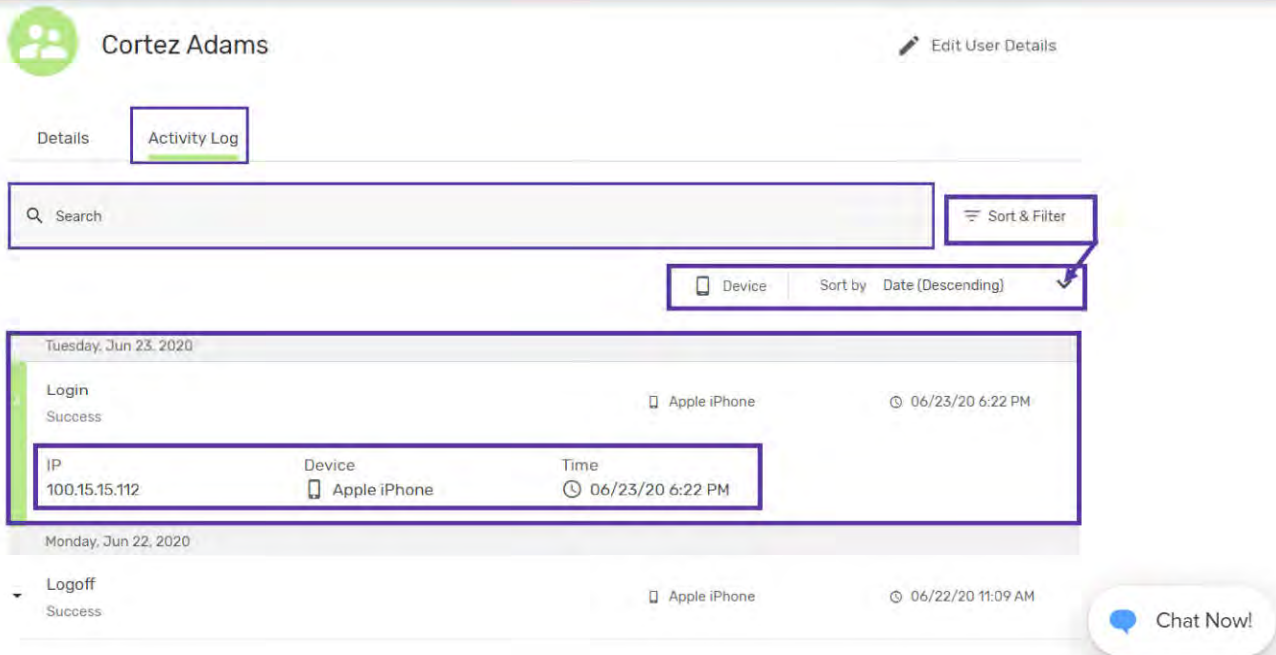 Cortez Adams
Edit User Details
Details
Activity Log
Search
Sort & Filter
Device
Sort by Date (Descending)
Tuesday, Jun 23, 2020
Login
Success
Apple iPhone
06/23/20 6:22 PM
IP
Device
Time
100.15.15.112
Apple iPhone
06/23/20 6:22 PM
Monday, Jun 22, 2020
Logoff
Success
Apple iPhone
06/22/20 11:09 AM
Chat Now!